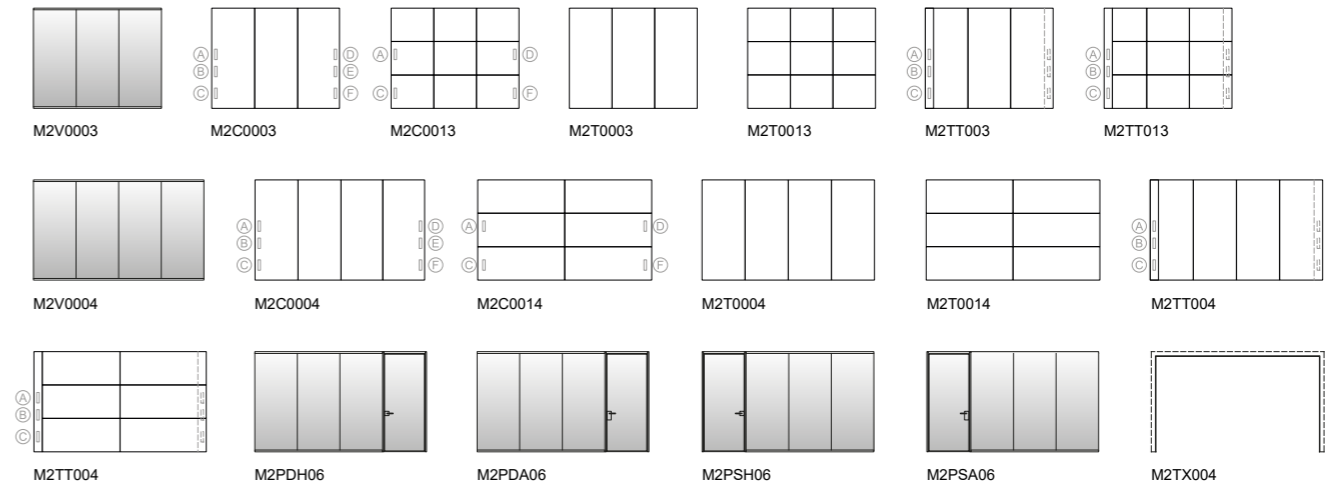 A D A D A A
B E B B
C F C F C C
M2V0003 M2C0003 M2C0013 M2T0003 M2T0013 M2TT003 M2TT013
A A D A
B D E B
C C F F C
M2V0004 M2C0004 M2C0014 M2T0004 M2T0014 M2TT004
A
B
C
M2TT004 M2PDH06 M2PDA06 M2PSH06 M2PSA06 M2TX004